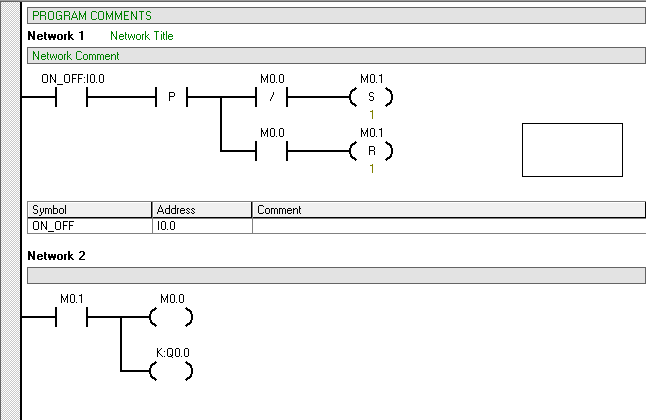 PROGRAM COMMENTS
Network 1 Network Title
Network Comment
ON_OFF:I0.0 M0.0 M0.1
P / S
1
M0.0 M0.1
R
1
Symbol Address Comment
ON_OFF I0.0
Network 2
M0.1 M0.0
K:Q0.0